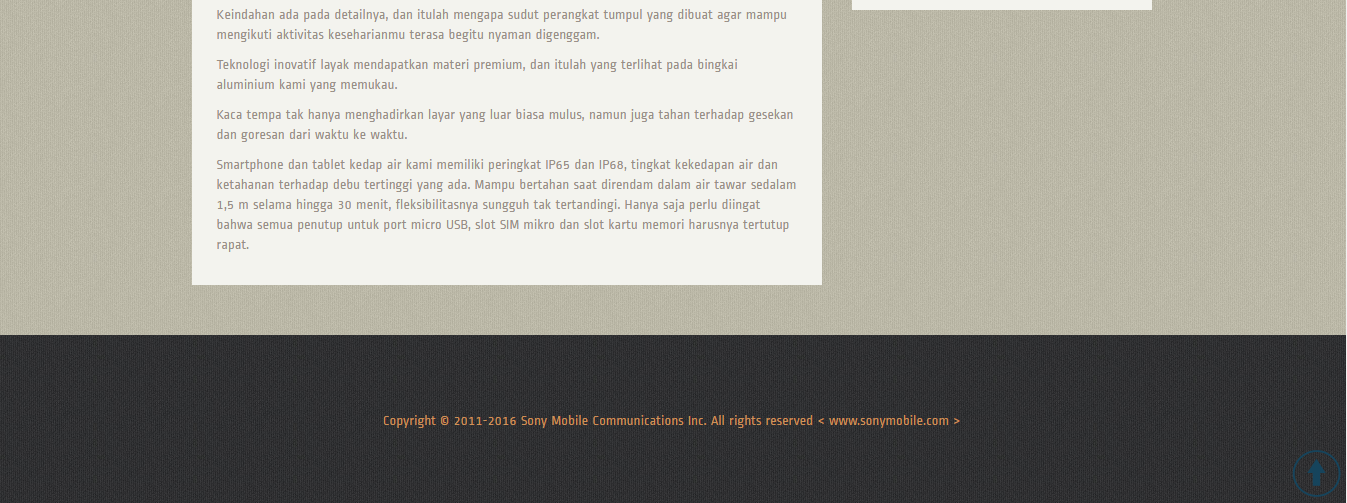 Keindahan ada pada detailnya, dan itulah mengapa sudut perangkat tumpul yang dibuat agar mampu
mengikuti aktivitas keseharianmu terasa begitu nyaman digenggam.
Teknologi inovatif layak mendapatkan materi premium, dan itulah yang terlihat pada bingkai
aluminium kami yang memukau.
Kaca tempa tak hanya menghadirkan layar yang luar biasa mulus, namun juga tahan terhadap gesekan
dan goresan dari waktu ke waktu.
Smartphone dan tablet kedap air kami memiliki peringkat IP65 dan IP68, tingkat kekedapan air dan
ketahanan terhadap debu tertinggi yang ada. Mampu bertahan saat direndam dalam air tawar sedalam
1,5 m selama hingga 30 menit, fleksibilitasnya sungguh tak tertandingi. Hanya saja perlu diingat
bahwa semua penutup untuk port micro USB, slot SIM mikro dan slot kartu memori harusnya tertutup
rapat.
Copyright © 2011-2016 Sony Mobile Communications Inc. All rights reserved < www.sonymobile.com >